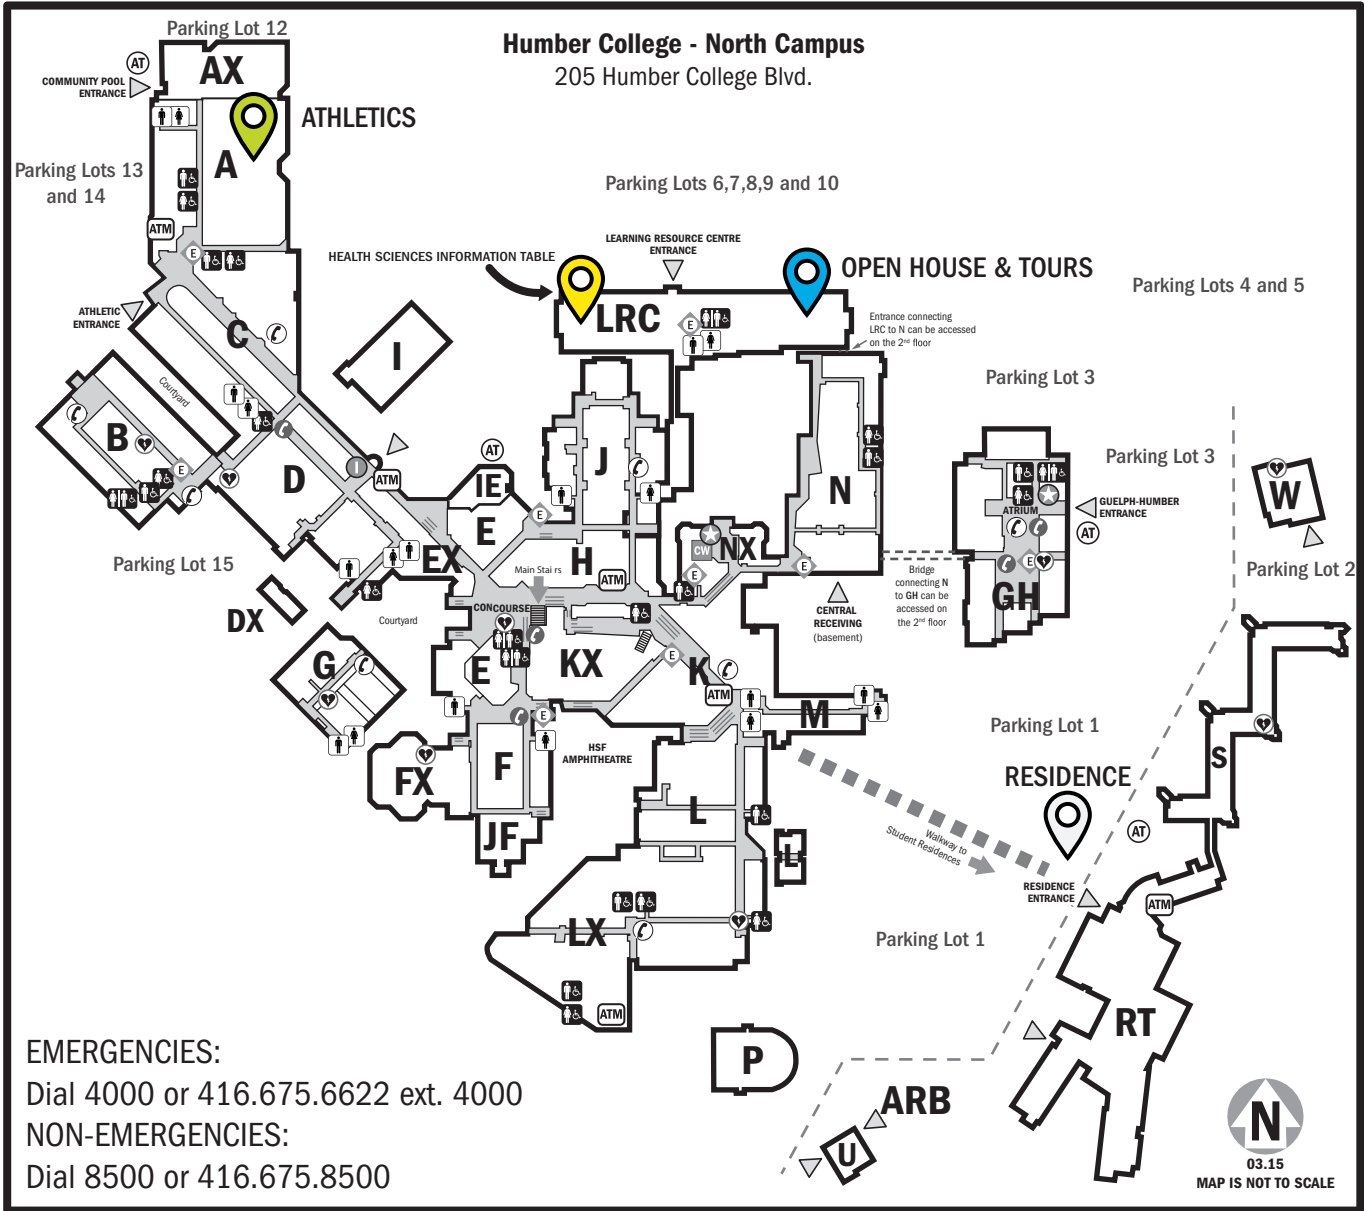 Humber College - North Campus
205 Humber College Blvd.
Parking Lot 12
AT
COMMUNITY POOL
ENTRANCE
AX
ATHLETICS
A
Parking Lots 13
and 14
ATM
E
Parking Lots 6,7,8,9 and 10
LEARNING RESOURCE CENTRE
ENTRANCE
HEALTH SCIENCES INFORMATION TABLE
OPEN HOUSE & TOURS
LRC
E
Parking Lots 4 and 5
Entrance connecting
LRC to N can be accessed
on the 2nd floor
ATHLETIC
ENTRANCE
C
I
Courtyard
Parking Lot 3
B
E
D
I
ATM
AT
IE
E
E
J
N
Parking Lot 3
W
ATRIUM
GUELPH-HUMBER
ENTRANCE
AT
Parking Lot 15
EX
H
Main Stairs
ATM
CW
NX
E
E
Bridge
connecting N
to GH can be
accessed on
the 2nd floor
E
GH
Parking Lot 2
CENTRAL
RECEIVING
(basement)
DX
Courtyard
CONCOURSE
G
E
KX
E
K
ATM
M
E
HSF
AMPHITHEATRE
Parking Lot 1
S
FX
F
RESIDENCE
JF
L
L
Walkway to
Student Residences
AT
RESIDENCE
ENTRANCE
ATM
LX
Parking Lot 1
ATM
RT
P
EMERGENCIES:
Dial 4000 or 416.675.6622 ext. 4000
NON-EMERGENCIES:
Dial 8500 or 416.675.8500
ARB
U
N
03.15
MAP IS NOT TO SCALE